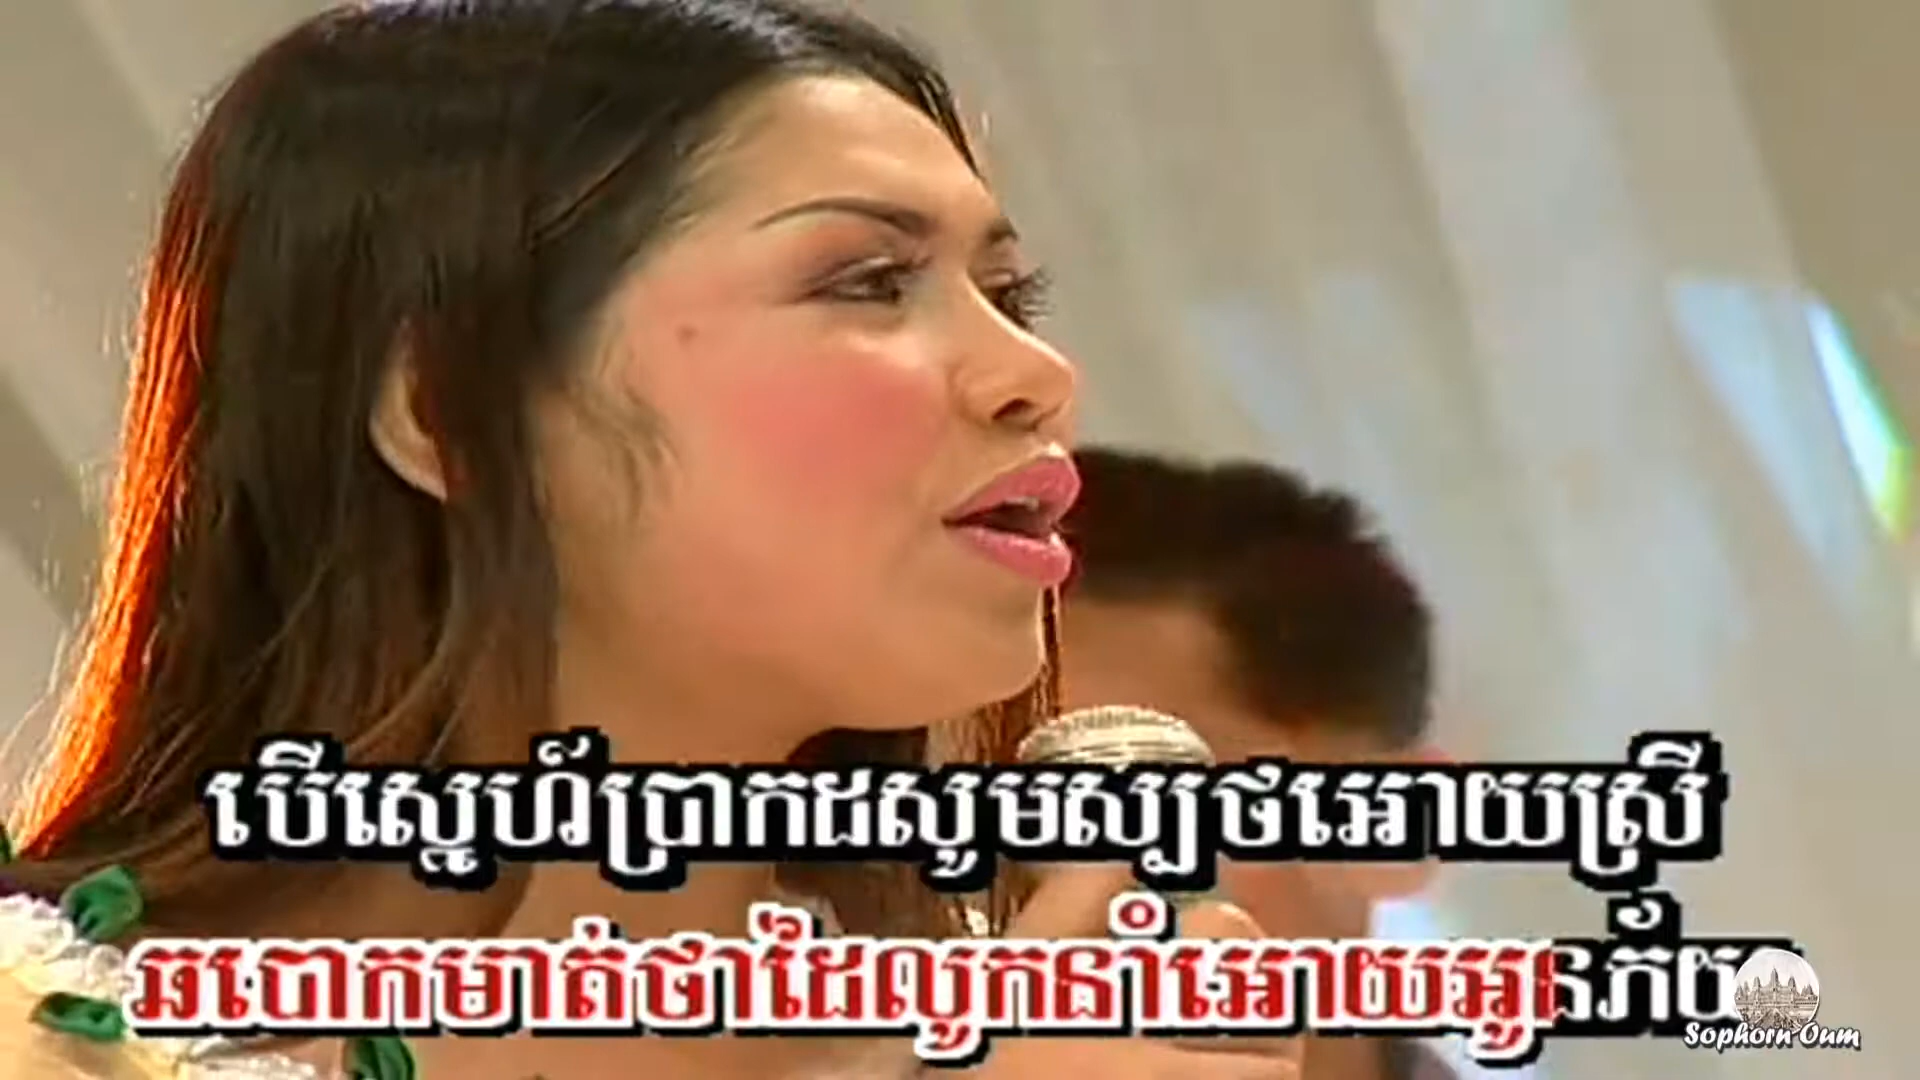 បើស្នេហ៍ប្រាកដសូមស្បថអោយស្រី
ឆបោកមាត់ថាដៃលូកនាំអោយអូនភ័យ
Sophorn Oum